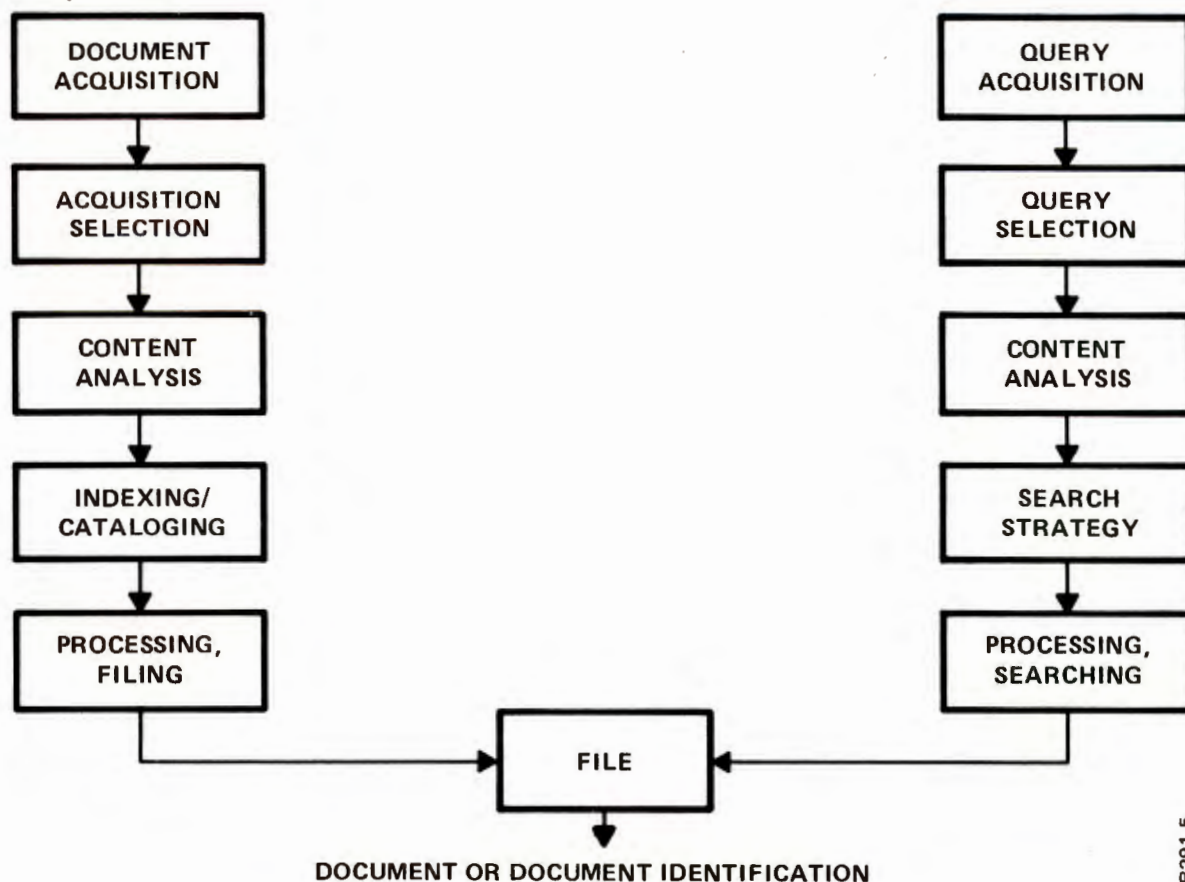 DOCUMENT
ACQUISITION
ACQUISITION
SELECTION
CONTENT
ANALYSIS
INDEXING/
CATALOGING
PROCESSING,
FILING
QUERY
ACQUISITION
QUERY
SELECTION
CONTENT
ANALYSIS
SEARCH
STRATEGY
PROCESSING,
SEARCHING
FILE
DOCUMENT OR DOCUMENT IDENTIFICATION